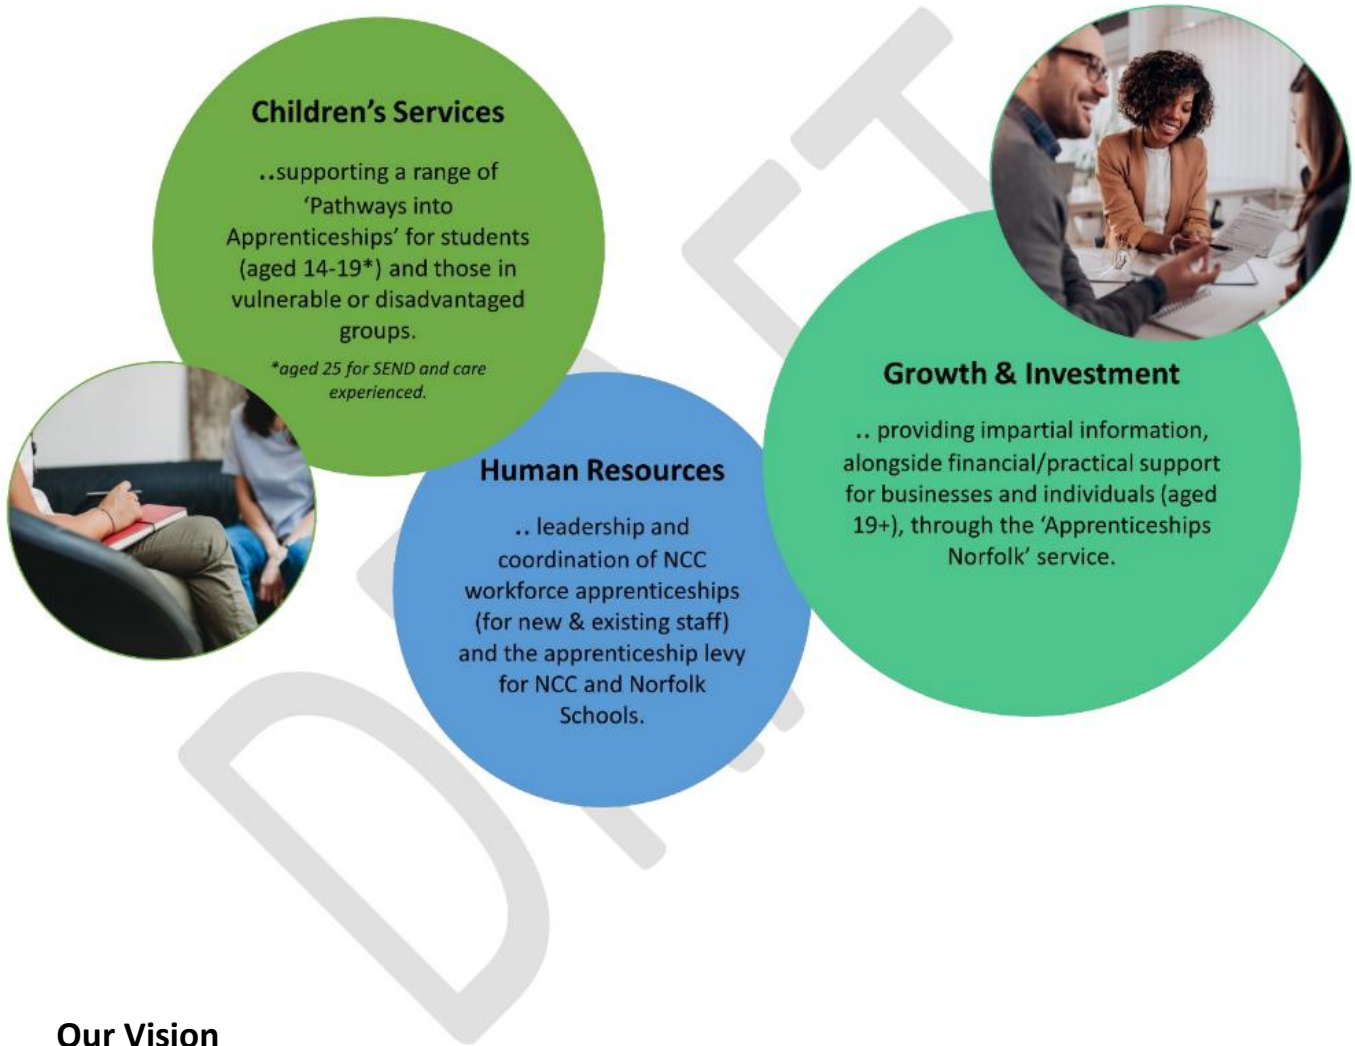 Children's Services
..supporting a range of
'Pathways into
Apprenticeships' for students
(aged 14-19*) and those in
vulnerable or disadvantaged
groups.
*aged 25 for SEND and care
experienced.
Human Resources
.. leadership and
coordination of NCC
workforce apprenticeships
(for new & existing staff)
and the apprenticeship levy
for NCC and Norfolk
Schools.
Growth & Investment
.. providing impartial information,
alongside financial/practical support
for businesses and individuals (aged
19+), through the 'Apprenticeships
Norfolk' service.
DRAFT
Our Vision